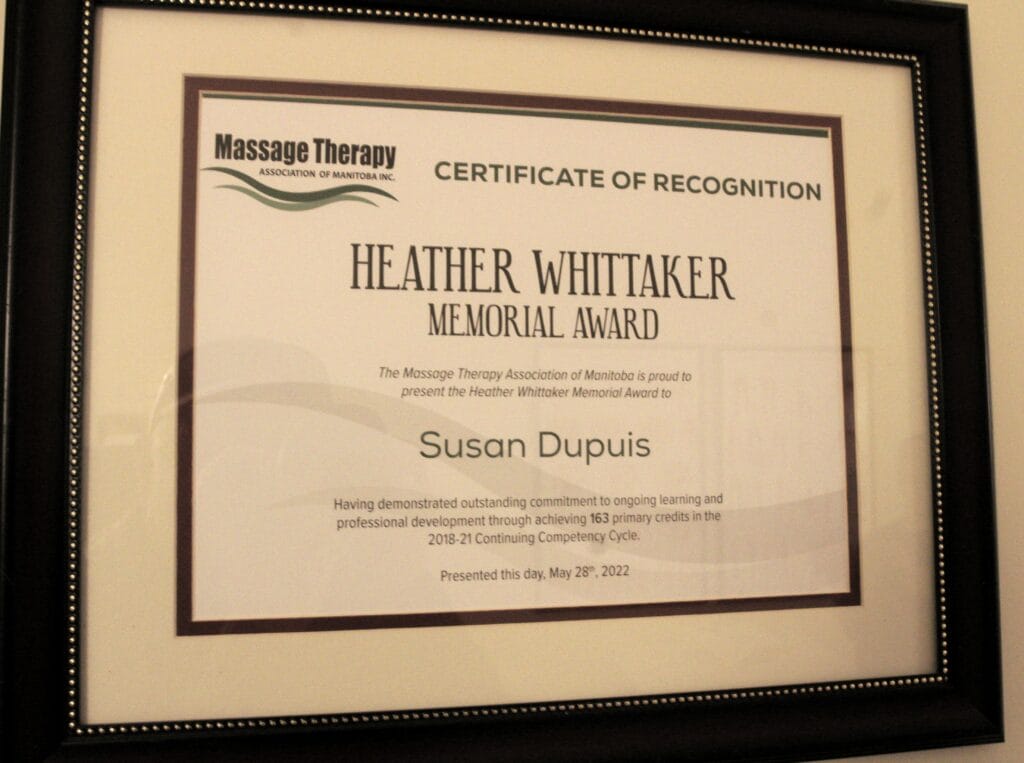 Massage Therapy
ASSOCIATION OF MANITOBA INC.
CERTIFICATE OF RECOGNITION
HEATHER WHITTAKER
MEMORIAL AWARD
The Massage Therapy Association of Manitoba is proud to
present the Heather Whittaker Memorial Award to
Susan Dupuis
Having demonstrated outstanding commitment to ongoing learning and
professional development through achieving 163 primary credits in the
2018-21 Continuing Competency Cycle.
Presented this day, May 28th, 2022